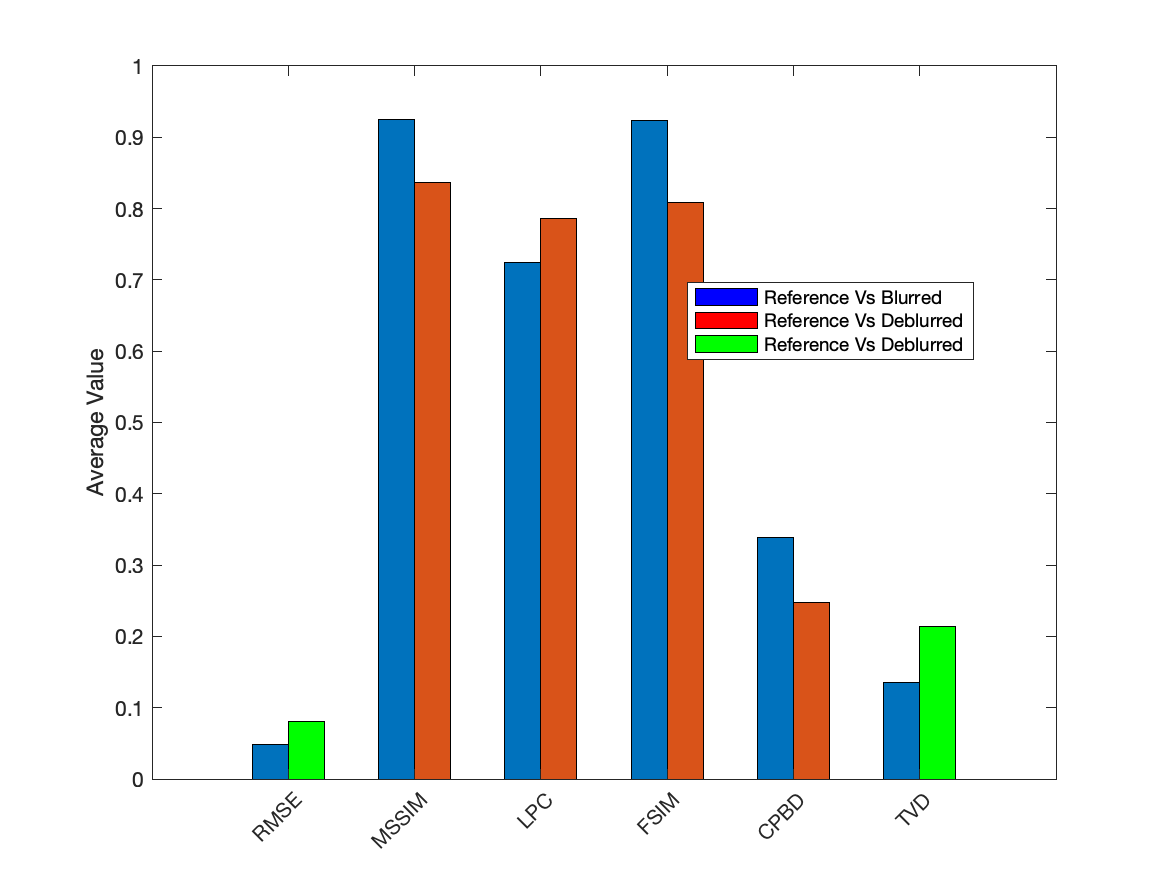 1
0.9
0.8
0.7
0.6
0.5
0.4
0.3
0.2
0.1
0
Average Value
Reference Vs Blurred
Reference Vs Deblurred
Reference Vs Deblurred
RMSE
MSSIM
LPC
FSIM
CPBD
TVD